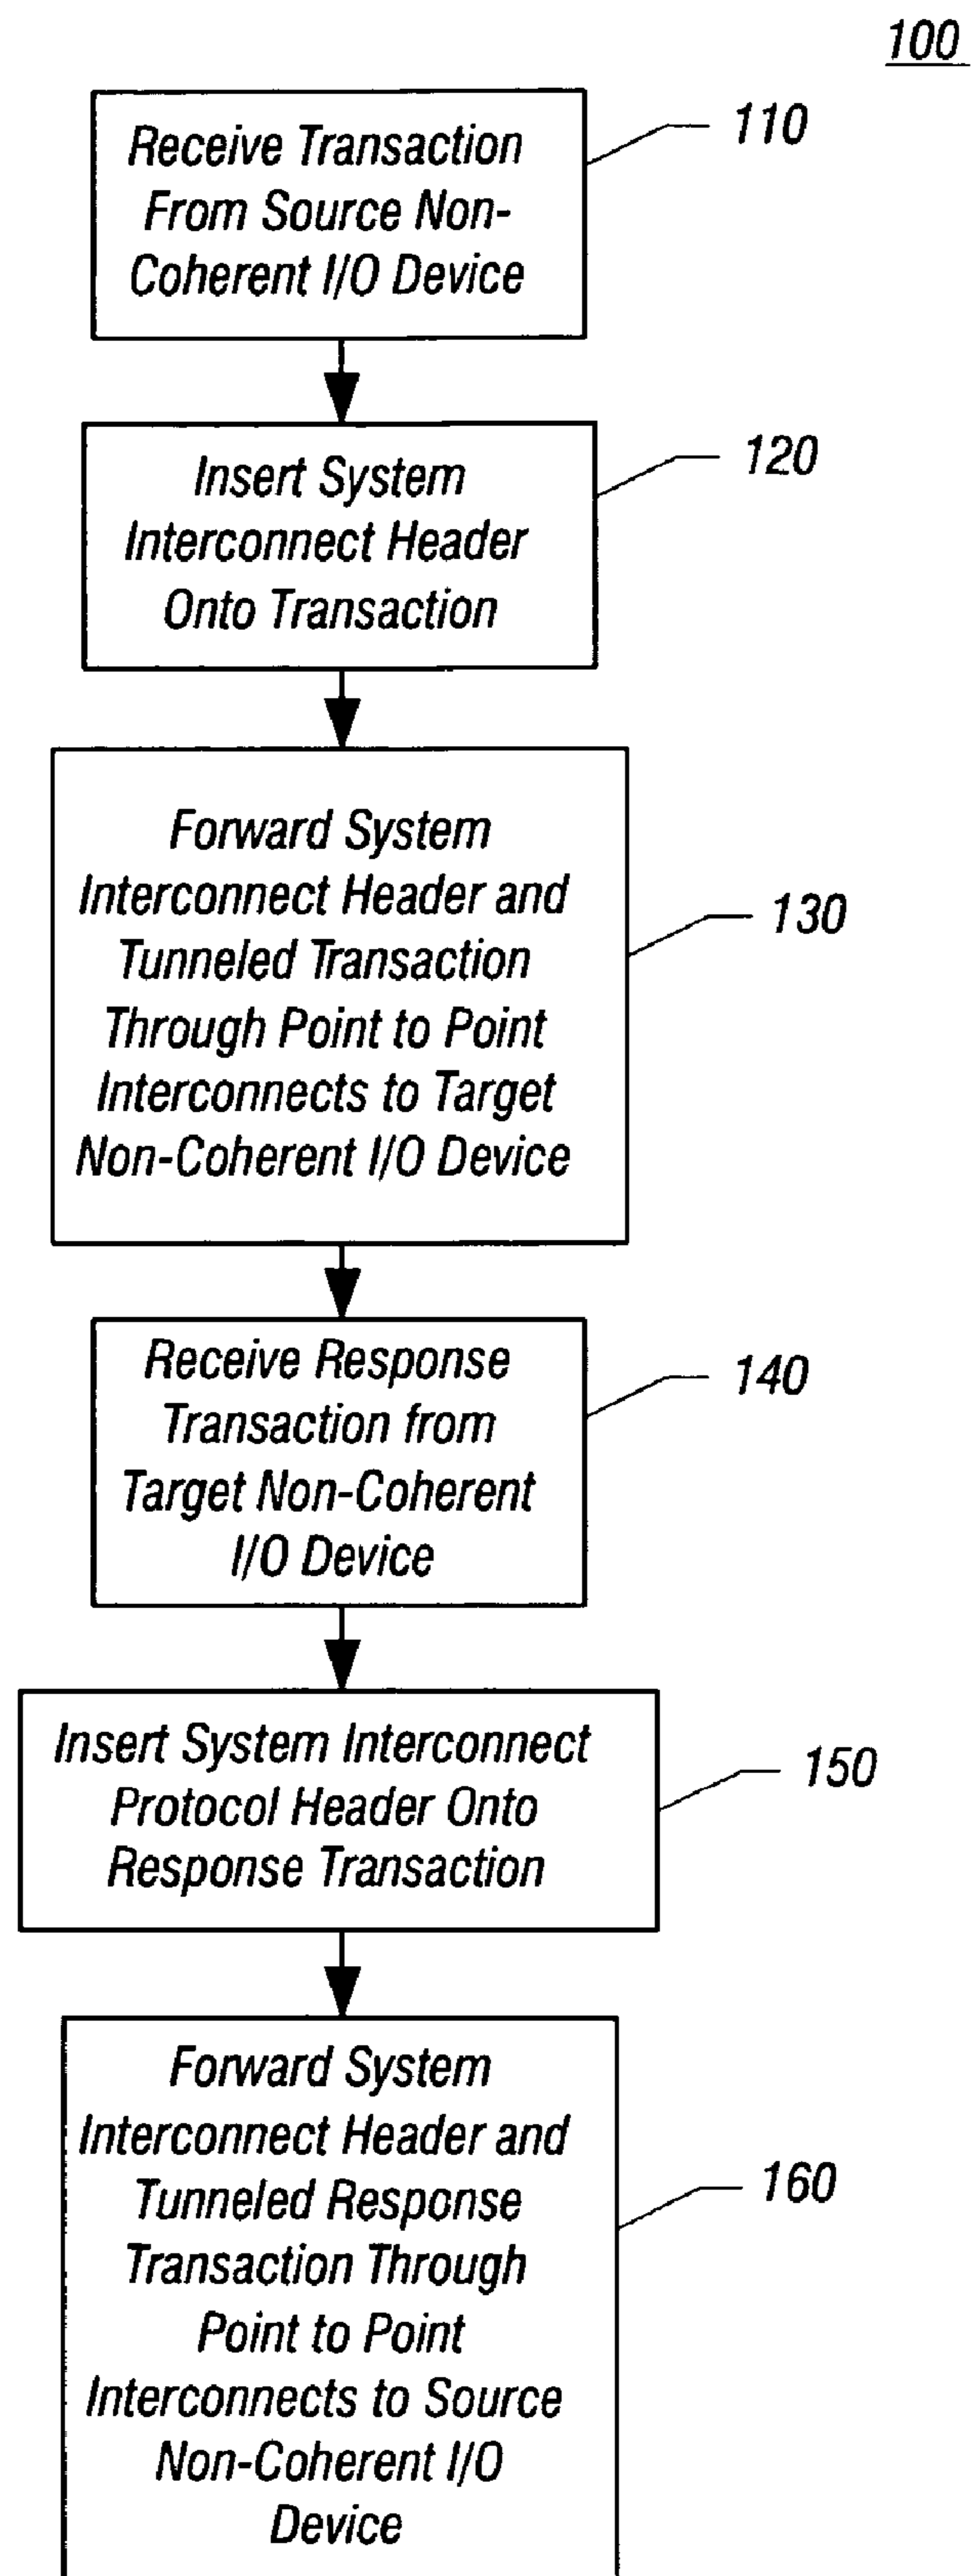 100
Receive Transaction
From Source Non-
Coherent I/O Device
110
Insert System
Interconnect Header
Onto Transaction
120
Forward System
Interconnect Header and
Tunneled Transaction
Through Point to Point
Interconnects to Target
Non-Coherent I/O Device
130
Receive Response
Transaction from
Target Non-Coherent
I/O Device
140
Insert System Interconnect
Protocol Header Onto
Response Transaction
150
Forward System
Interconnect Header and
Tunneled Response
Transaction Through
Point to Point
Interconnects to Source
Non-Coherent I/O
Device
160